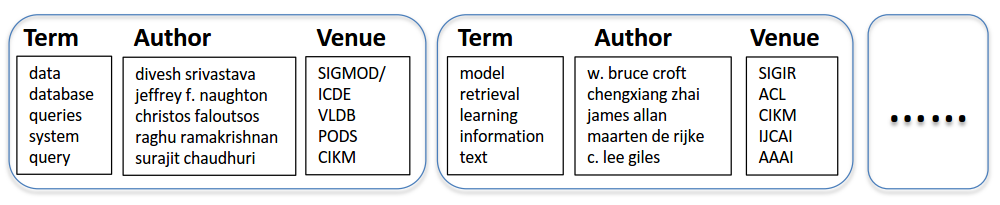 Term
data
database
queries
system
query
Author
divesh srivastava
jeffrey f. naughton
christos faloutsos
raghu ramakrishnan
surajit chaudhuri
Venue
SIGMOD/
ICDE
VLDB
PODS
CIKM
Term
model
retrieval
learning
information
text
Author
w. bruce croft
chengxiang zhai
james allan
maarten de rijke
c. lee giles
Venue
SIGIR
ACL
CIKM
IJCAI
AAAI
......